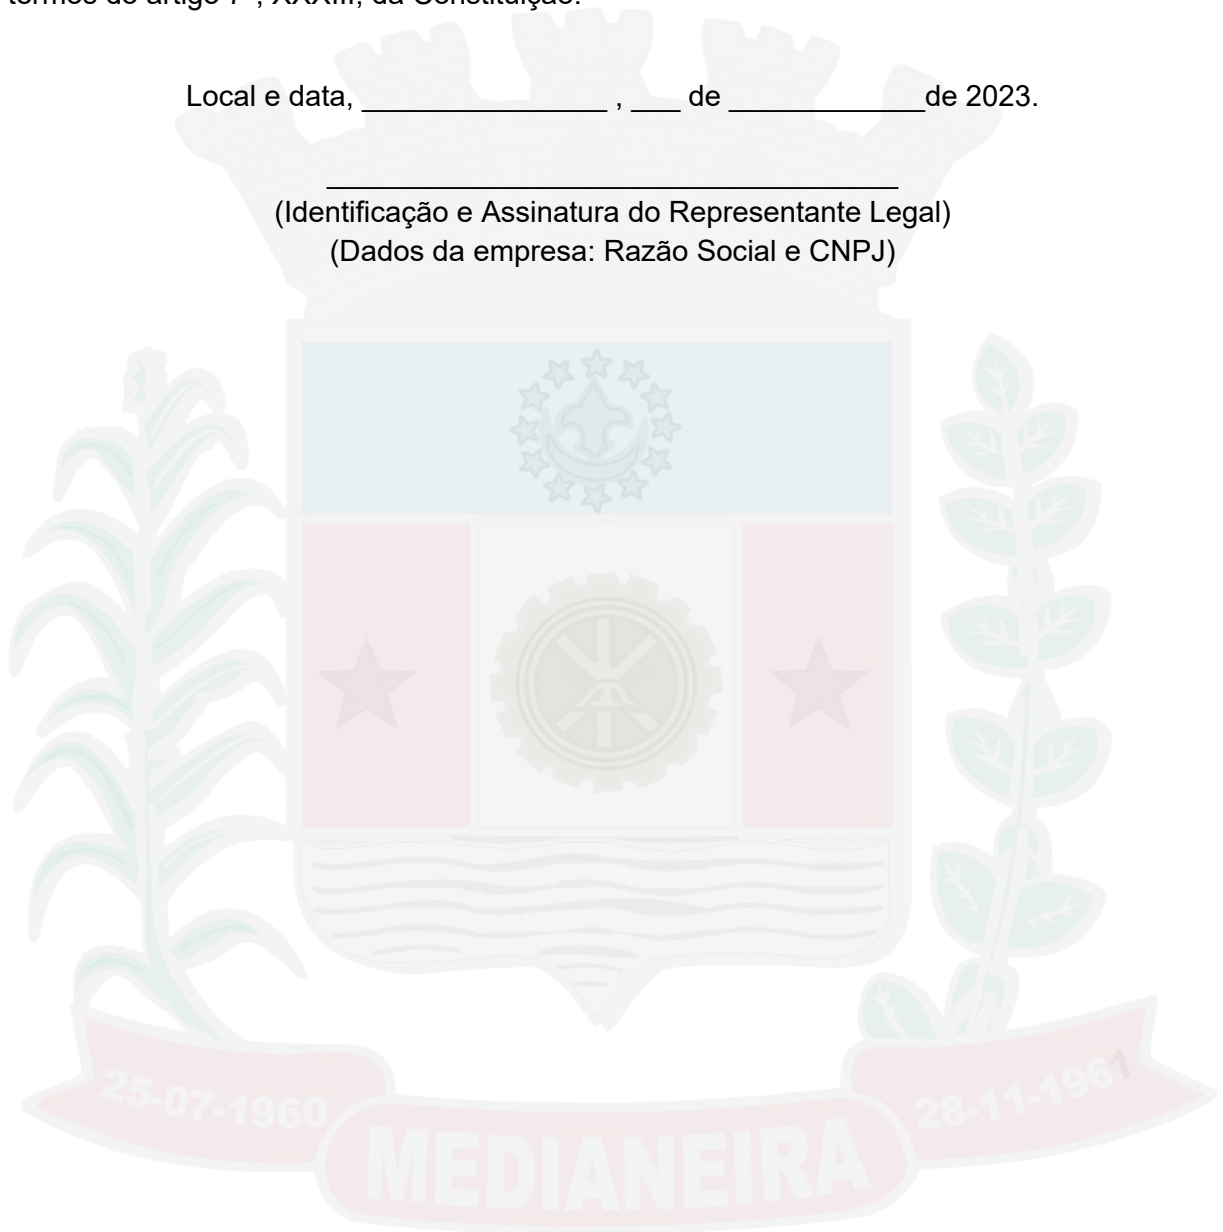 termos do artigo 7°, XXXIII, da Constituição.
Local e data, _______________ , ___ de ____________de 2023.
___________________________________
(Identificação e Assinatura do Representante Legal)
(Dados da empresa: Razão Social e CNPJ)
25-07-1960
MEDIANEIRA
28-11-1961